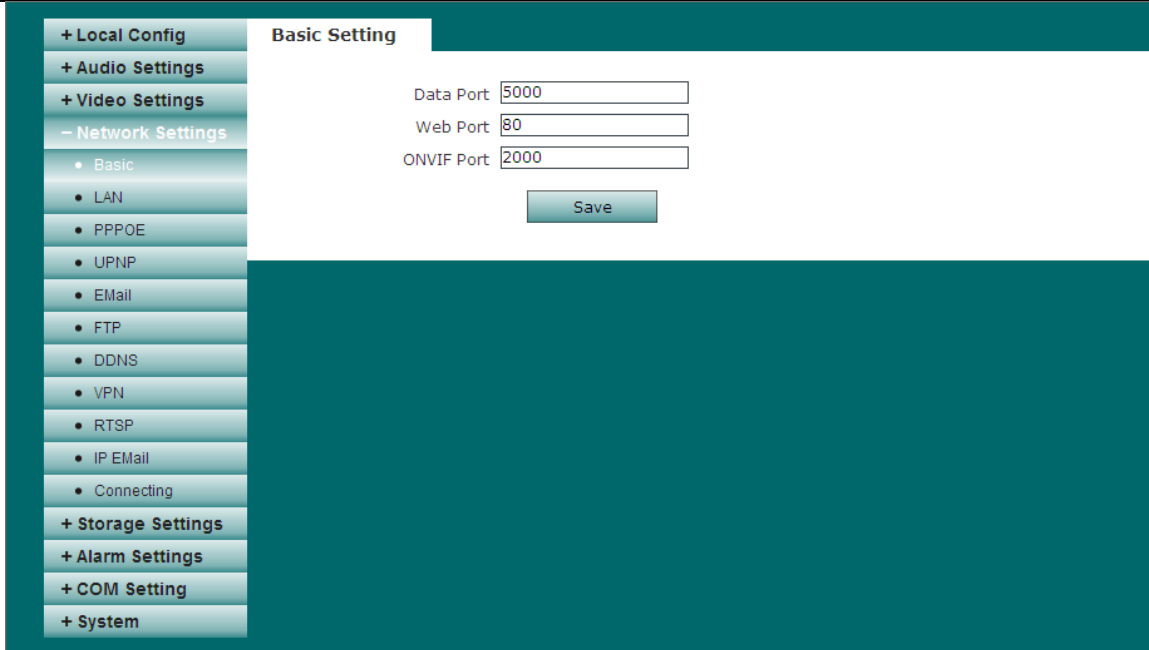 + Local Config
+ Audio Settings
+ Video Settings
− Network Settings
• Basic
• LAN
• PPPOE
• UPNP
• EMail
• FTP
• DDNS
• VPN
• RTSP
• IP EMail
• Connecting
+ Storage Settings
+ Alarm Settings
+ COM Setting
+ System
Basic Setting
Data Port 5000
Web Port 80
ONVIF Port 2000
Save